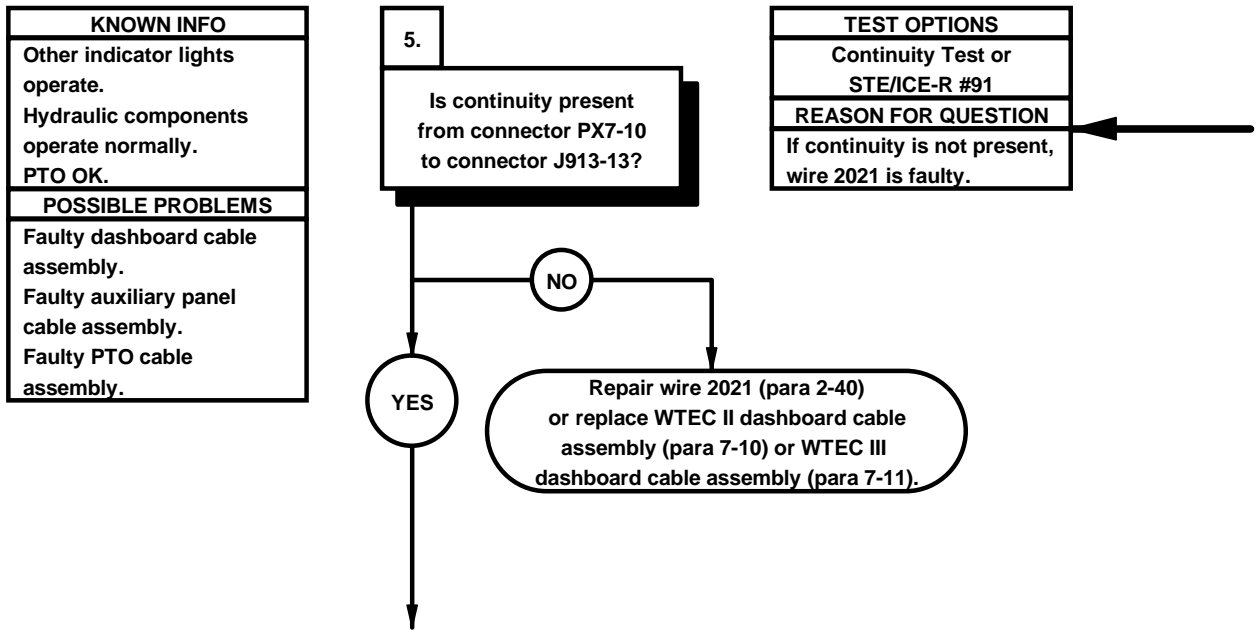 KNOWN INFO
Other indicator lights
operate.
Hydraulic components
operate normally.
PTO OK.
POSSIBLE PROBLEMS
Faulty dashboard cable
assembly.
Faulty auxiliary panel
cable assembly.
Faulty PTO cable
assembly.
5.
Is continuity present
from connector PX7-10
to connector J913-13?
TEST OPTIONS
Continuity Test or
STE/ICE-R #91
REASON FOR QUESTION
If continuity is not present,
wire 2021 is faulty.
NO
YES
Repair wire 2021 (para 2-40)
or replace WTEC II dashboard cable
assembly (para 7-10) or WTEC III
dashboard cable assembly (para 7-11).